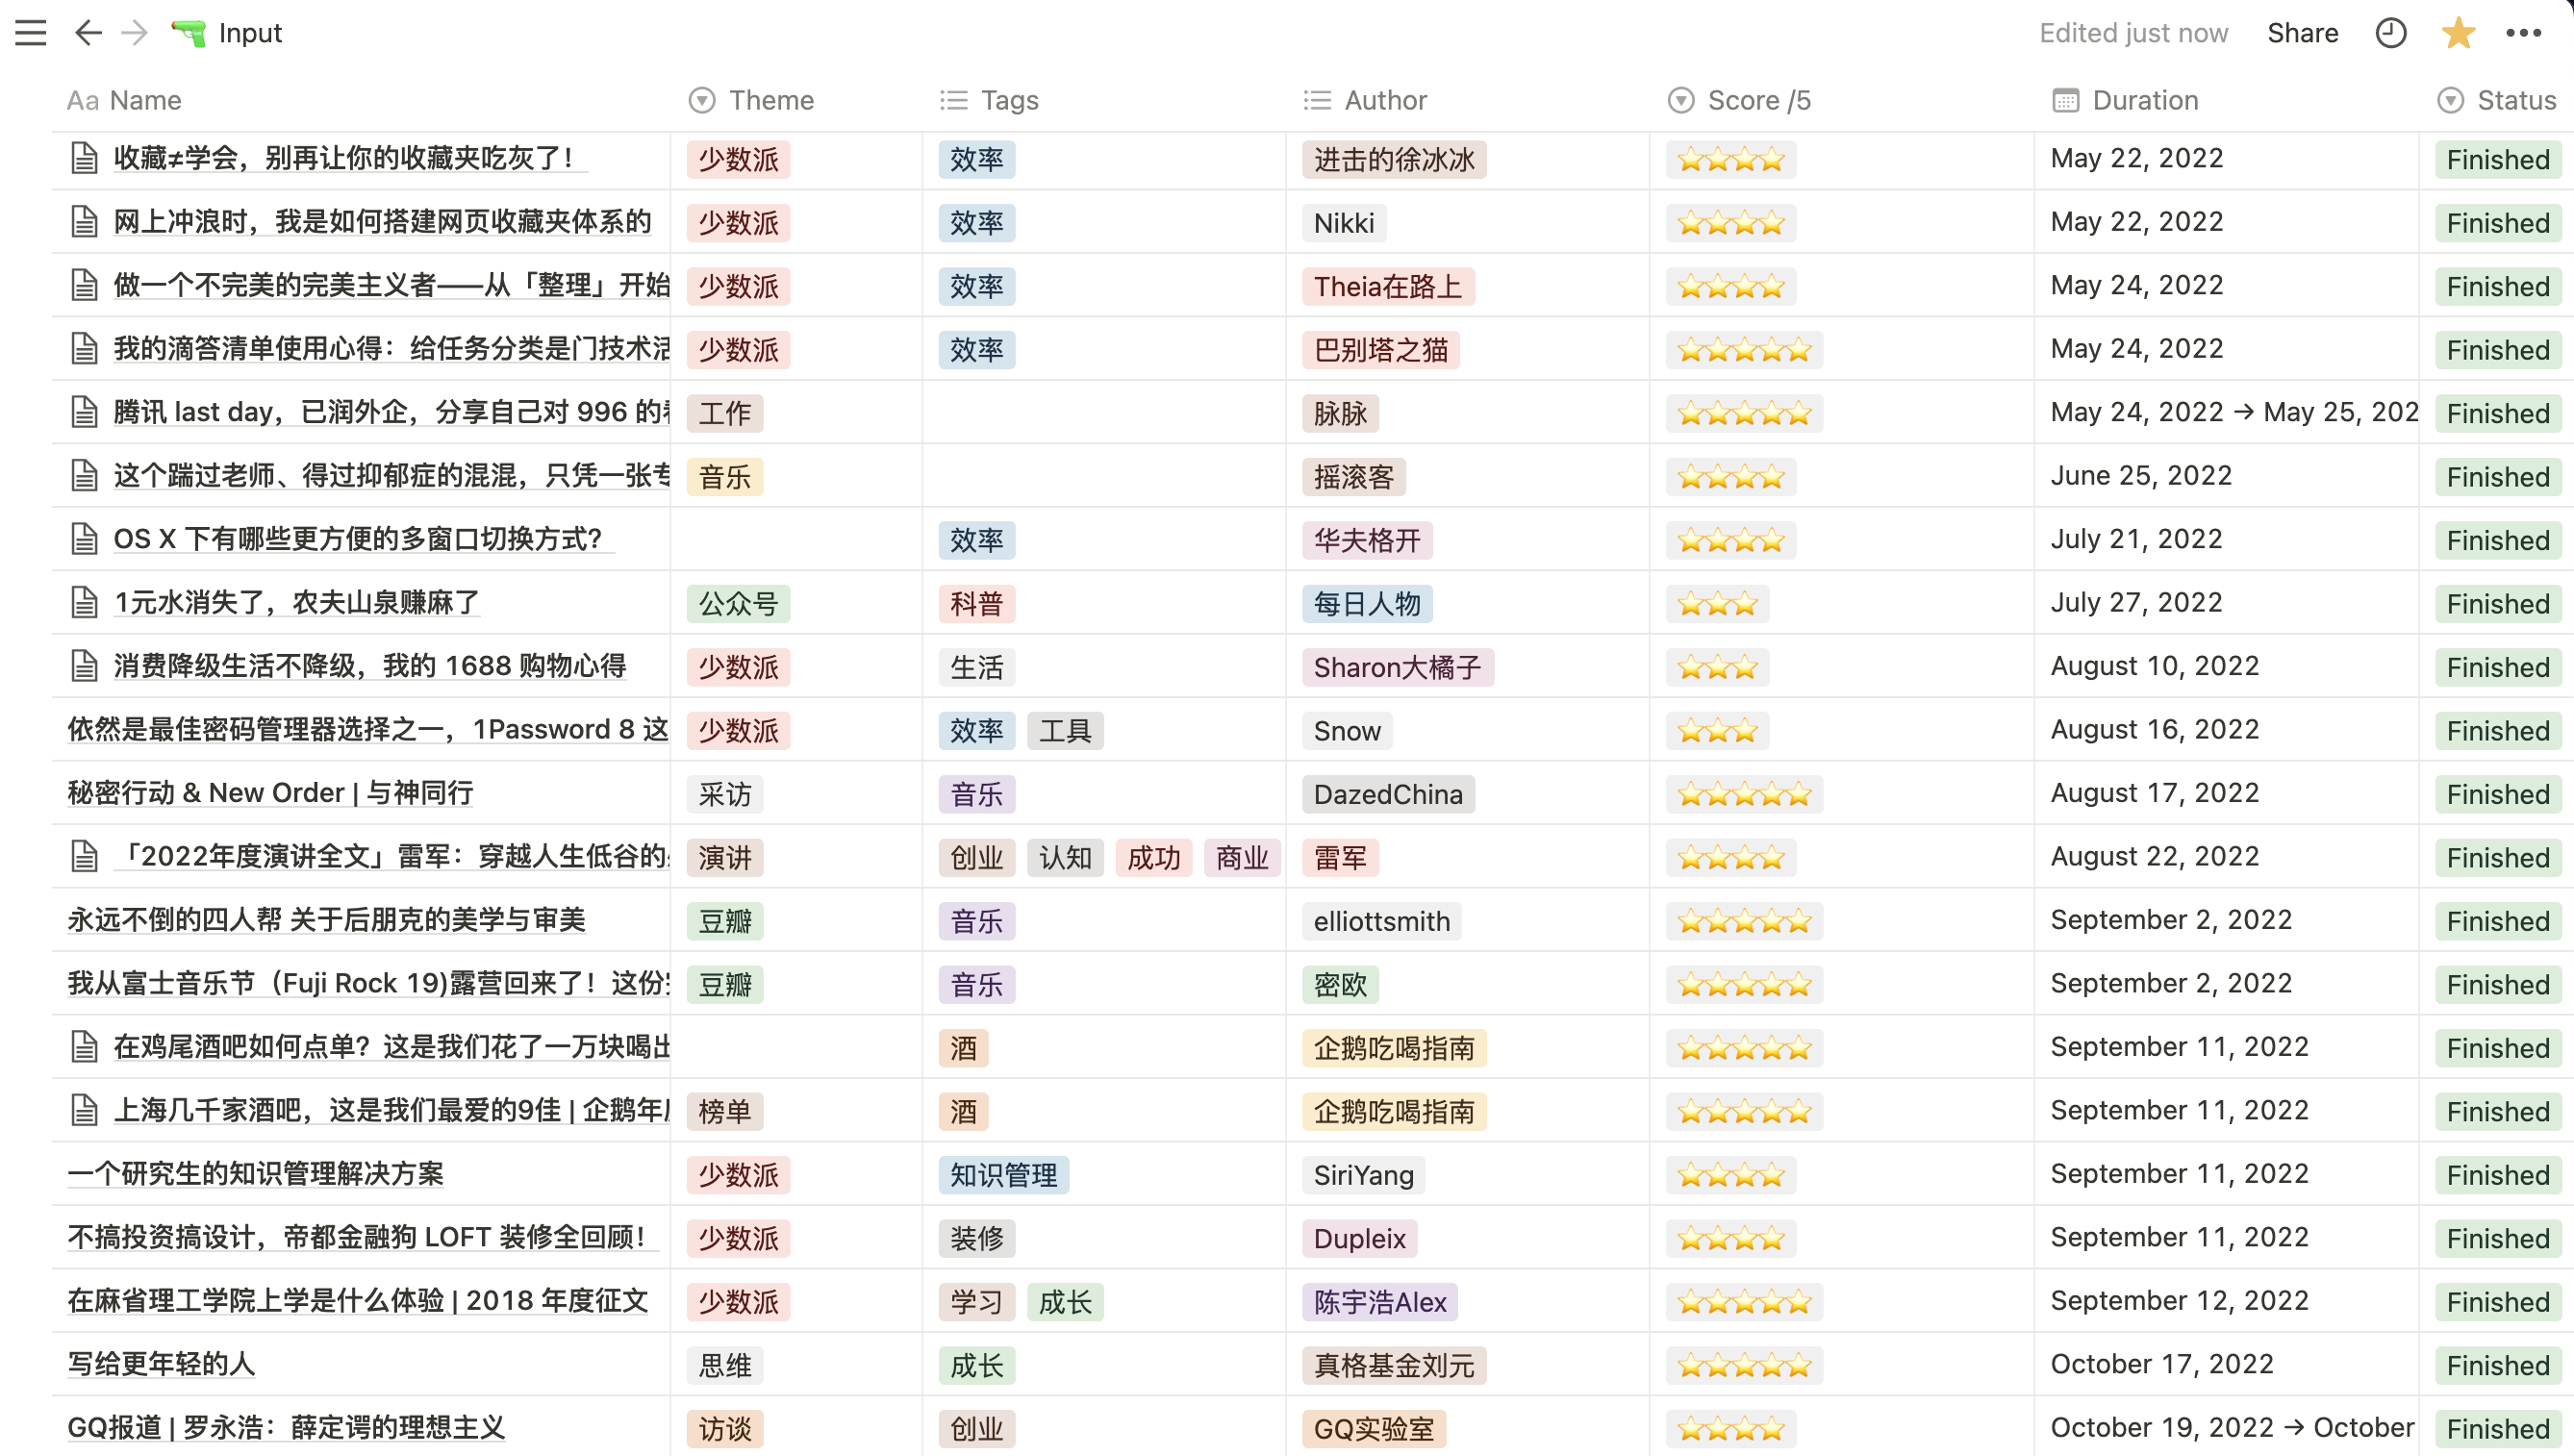 Input Edited just now Share
Aa Name Theme Tags Author Score /5 Duration Status
收藏≠学会，别再让你的收藏夹吃灰了！ 少数派 效率 进击的徐冰冰 ⭐⭐⭐⭐ May 22, 2022 Finished
网上冲浪时，我是如何搭建网页收藏夹体系的 少数派 效率 Nikki ⭐⭐⭐⭐ May 22, 2022 Finished
做一个不完美的完美主义者——从「整理」开始 少数派 效率 Theia在路上 ⭐⭐⭐⭐ May 24, 2022 Finished
我的滴答清单使用心得：给任务分类是门技术活 少数派 效率 巴别塔之猫 ⭐⭐⭐⭐⭐ May 24, 2022 Finished
腾讯 last day，已润外企，分享自己对 996 的 工作 脉脉 ⭐⭐⭐⭐⭐ May 24, 2022 → May 25, 202 Finished
这个踹过老师、得过抑郁症的混混，只凭一张专 音乐 摇滚客 ⭐⭐⭐⭐ June 25, 2022 Finished
OS X 下有哪些更方便的多窗口切换方式？ 效率 华夫格开 ⭐⭐⭐⭐ July 21, 2022 Finished
1元水消失了，农夫山泉赚麻了 公众号 科普 每日人物 ⭐⭐⭐ July 27, 2022 Finished
消费降级生活不降级，我的 1688 购物心得 少数派 生活 Sharon大橘子 ⭐⭐⭐ August 10, 2022 Finished
依然是最佳密码管理器选择之一，1Password 8 这 少数派 效率 工具 Snow ⭐⭐⭐ August 16, 2022 Finished
秘密行动 & New Order | 与神同行 采访 音乐 DazedChina ⭐⭐⭐⭐⭐ August 17, 2022 Finished
「2022年度演讲全文」雷军：穿越人生低谷的 演讲 创业 认知 成功 商业 雷军 ⭐⭐⭐⭐ August 22, 2022 Finished
永远不倒的四人帮 关于后朋克的美学与审美 豆瓣 音乐 elliottsmith ⭐⭐⭐⭐⭐ September 2, 2022 Finished
我从富士音乐节（Fuji Rock 19)露营回来了！这份 豆瓣 音乐 密欧 ⭐⭐⭐⭐⭐ September 2, 2022 Finished
在鸡尾酒吧如何点单？这是我们花了一万块喝出 酒 企鹅吃喝指南 ⭐⭐⭐⭐⭐ September 11, 2022 Finished
上海几千家酒吧，这是我们最爱的9佳 | 企鹅年 榜单 酒 企鹅吃喝指南 ⭐⭐⭐⭐⭐ September 11, 2022 Finished
一个研究生的知识管理解决方案 少数派 知识管理 SiriYang ⭐⭐⭐⭐ September 11, 2022 Finished
不搞投资搞设计，帝都金融狗 LOFT 装修全回顾！ 少数派 装修 Dupleix ⭐⭐⭐⭐ September 11, 2022 Finished
在麻省理工学院上学是什么体验 | 2018 年度征文 少数派 学习 成长 陈宇浩Alex ⭐⭐⭐⭐⭐ September 12, 2022 Finished
写给更年轻的人 思维 成长 真格基金刘元 ⭐⭐⭐⭐⭐ October 17, 2022 Finished
GQ报道 | 罗永浩：薛定谔的理想主义 访谈 创业 GQ实验室 ⭐⭐⭐⭐ October 19, 2022 → October Finished